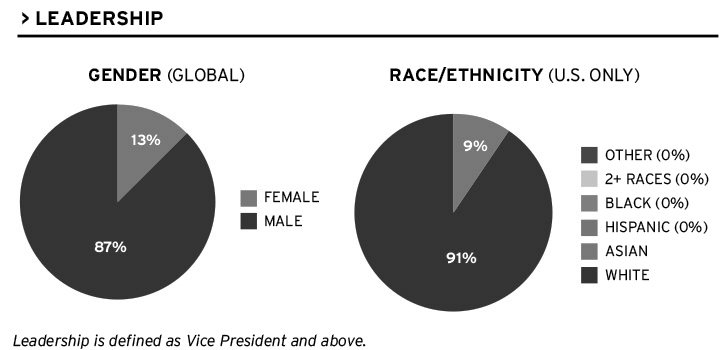 > LEADERSHIP
GENDER (GLOBAL)
13%
87%
FEMALE
MALE
RACE/ETHNICITY (U.S. ONLY)
9%
91%
OTHER (0%)
2+ RACES (0%)
BLACK (0%)
HISPANIC (0%)
ASIAN
WHITE
Leadership is defined as Vice President and above.